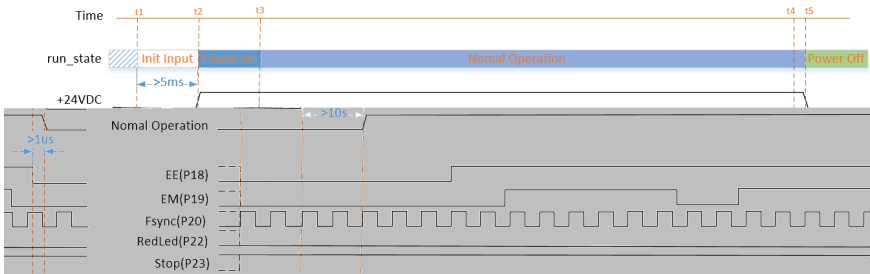 Time t1 t2 t3 t4 t5
run_state Init Input Power On Nomal Operation Power Off
>5ms
+24VDC
Nomal Operation >10s
>1us
EE(P18)
EM(P19)
Fsync(P20)
RedLed(P22)
Stop(P23)